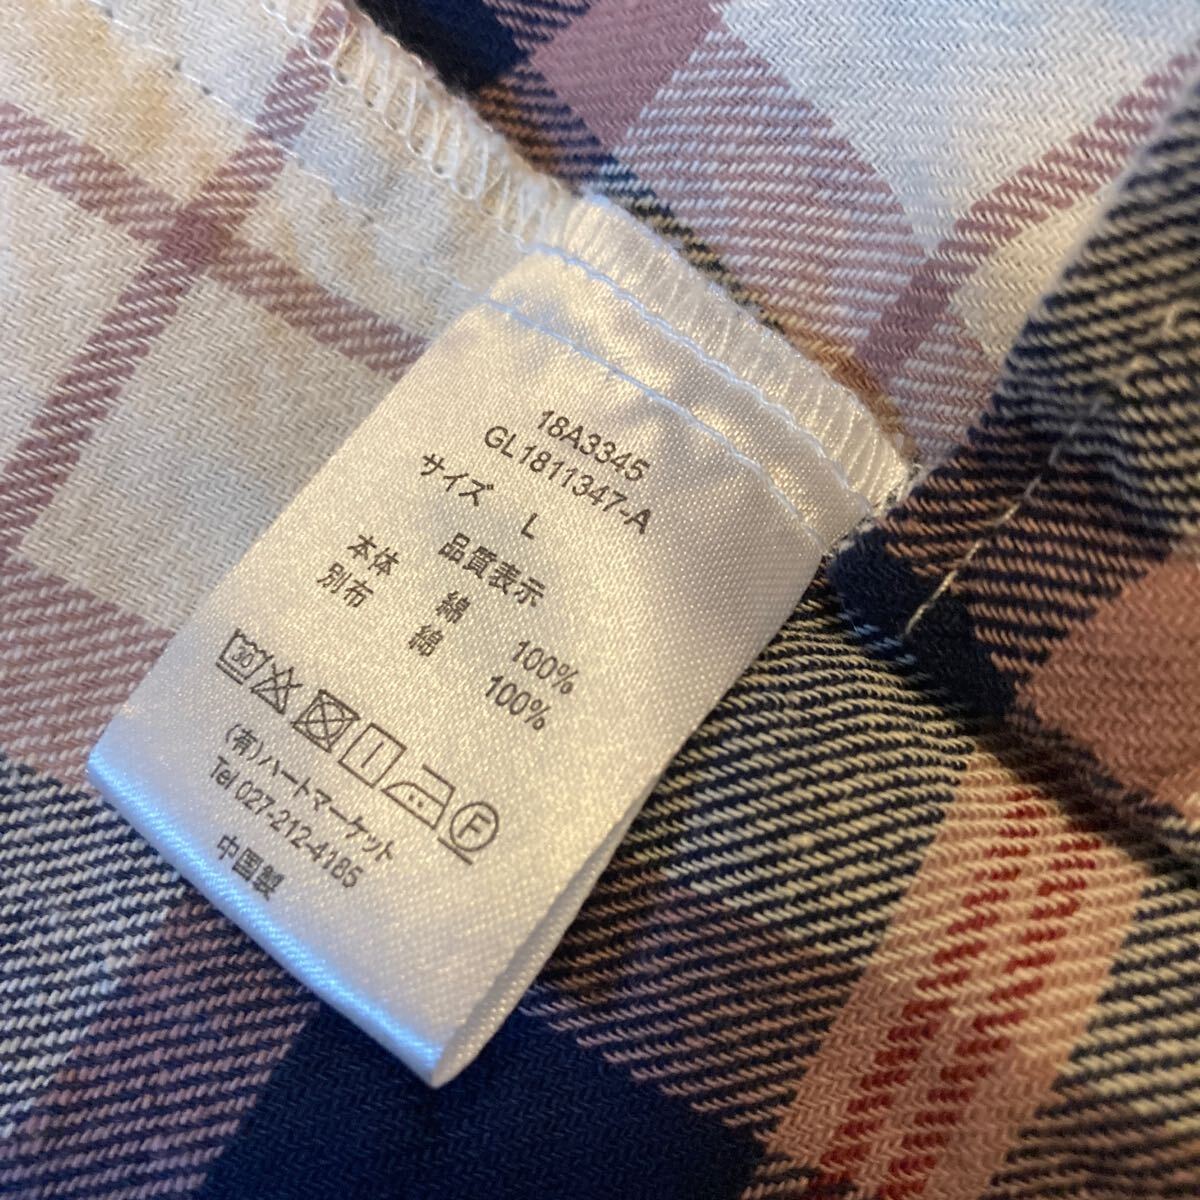 18A3345
GL1811347-A
サイズ L
品質表示
本体 綿 100%
別布 綿 100%
30 F
(有)ハートマーケット
Tel 027-212-4185
中国製